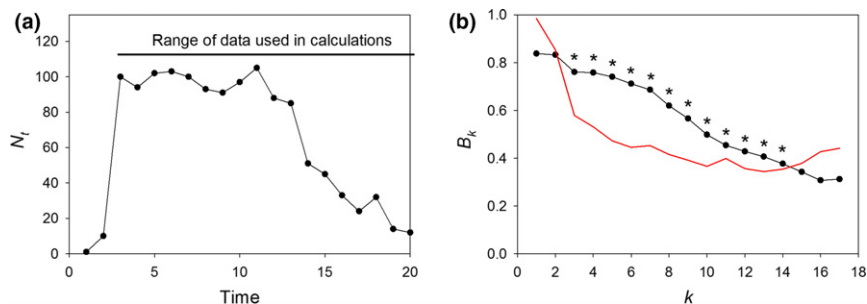 (a)
Range of data used in calculations
120
100
80
60
40
20
0
N_t
0 5 10 15 20
Time
(b)
1.0
0.8
0.6
0.4
0.2
0.0
B_k
* * * * * * * * * * * *
0 2 4 6 8 10 12 14 16 18
k